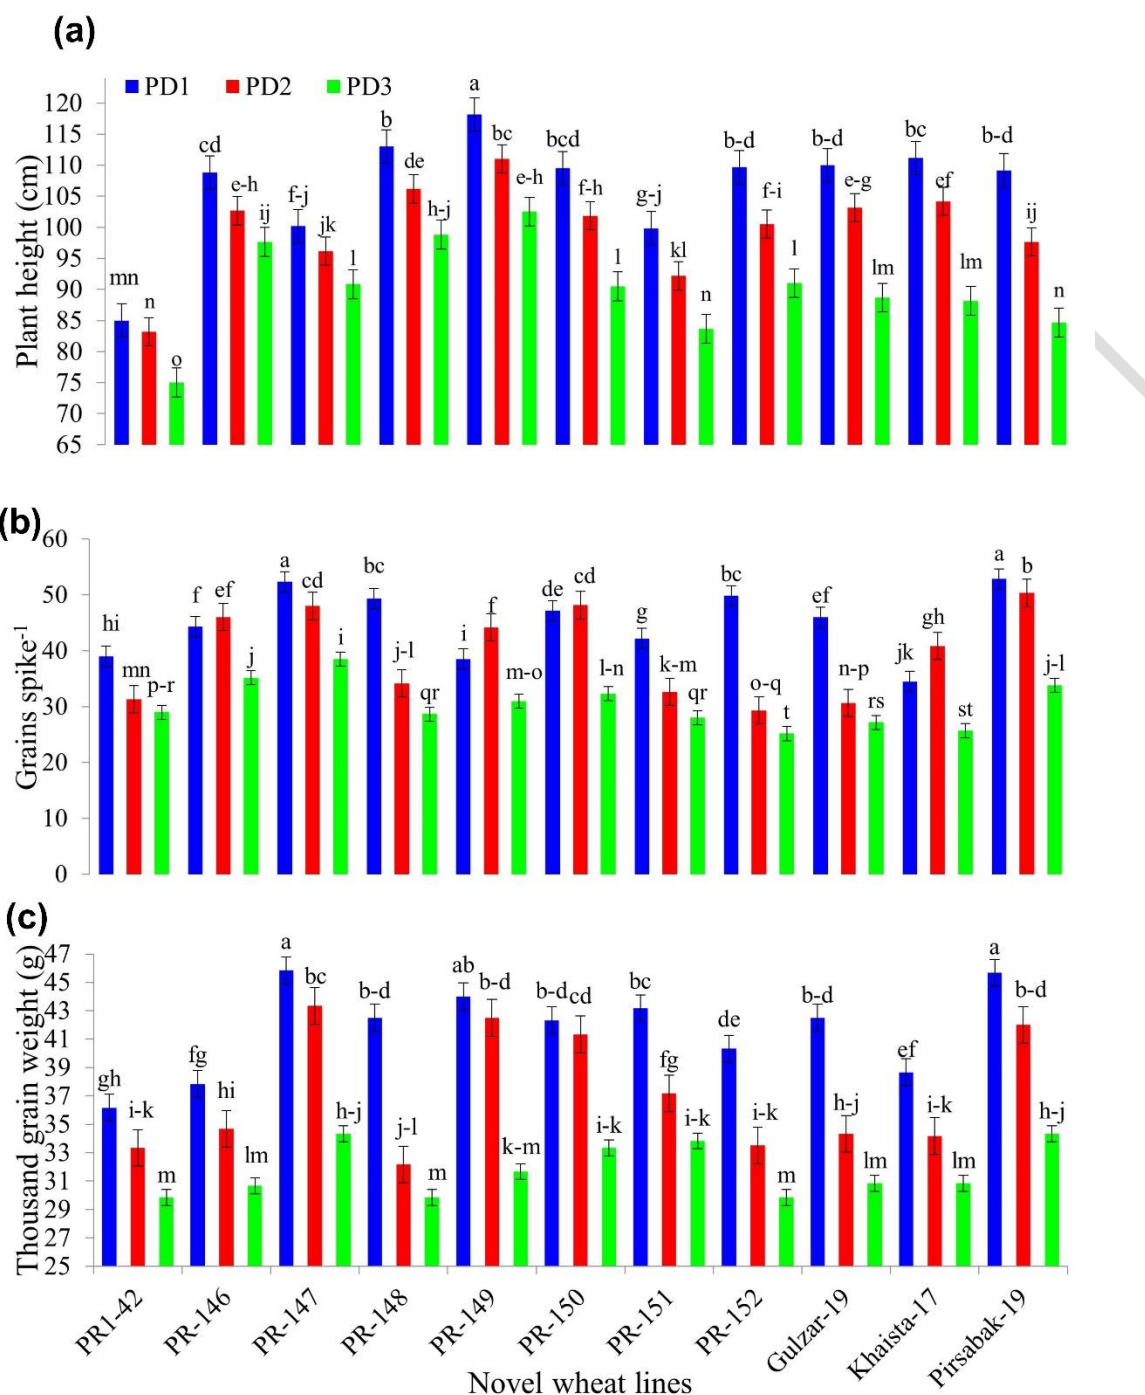 (a)
PD1 PD2 PD3
Plant height (cm)
120
115
110
105
100
95
90
85
80
75
70
65
mn n o
cd e-h ij
f-j jk l
b de h-j
a bc e-h
bcd f-h l
g-j kl n
b-d f-i l
b-d e-g lm
bc ef lm
b-d ij n
(b)
Grains spike-1
60
50
40
30
20
10
0
hi mn p-r
f ef j
a cd i
bc j-l qr
i f m-o
de cd l-n
g k-m qr
bc o-q t
ef n-p rs
jk gh st
a b j-l
(c)
Thousand grain weight (g)
47
45
43
41
39
37
35
33
31
29
27
25
gh i-k m
fg hi lm
a bc h-j
b-d j-l m
ab b-d k-m
b-d cd i-k
bc fg i-k
de i-k m
b-d h-j lm
ef i-k lm
a b-d h-j
PR1-42
PR-146
PR-147
PR-148
PR-149
PR-150
PR-151
PR-152
Gulzar-19
Khaista-17
Pirsabak-19
Novel wheat lines